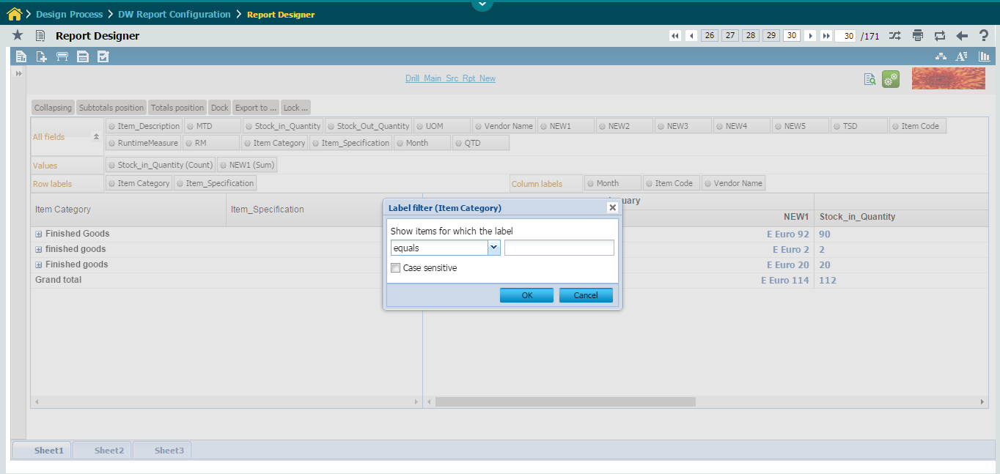 Design Process > DW Report Configuration > Report Designer
Report Designer 26 27 28 29 30 30 /171
Drill_Main_Src_Rpt_New
Collapsing Subtotals position Totals position Dock Export to ... Lock ...
All fields
Item_Description MTD Stock_in_Quantity Stock_Out_Quantity UOM Vendor Name NEW1 NEW2 NEW3 NEW4 NEW5 TSD Item Code
RuntimeMeasure RM Item Category Item_Specification Month QTD
Values Stock_in_Quantity (Count) NEW1 (Sum)
Row labels Item Category Item_Specification Column labels Month Item Code Vendor Name
uary
Item Category Item_Specification
NEW1 Stock_in_Quantity
Label filter (Item Category)
Show items for which the label
equals
Case sensitive
OK Cancel
Finished Goods E Euro 92 90
finished goods E Euro 2 2
Finished goods E Euro 20 20
Grand total E Euro 114 112
Sheet1 Sheet2 Sheet3